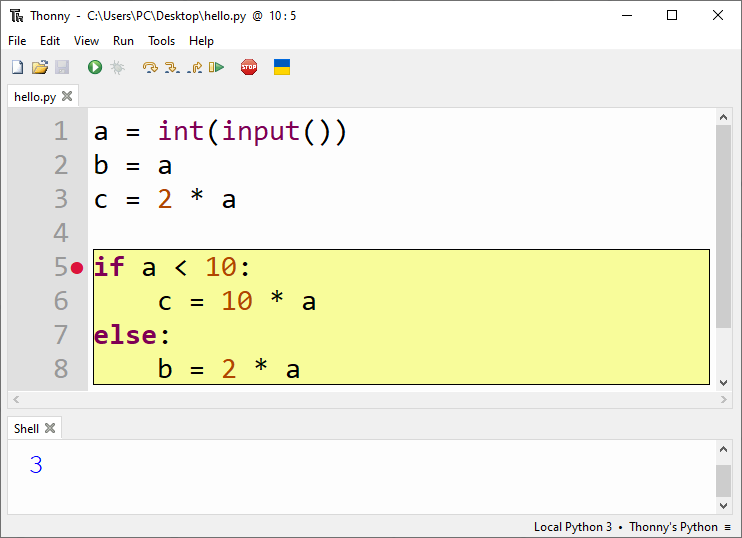 Thonny - C:\Users\PC\Desktop\hello.py @ 10 : 5
File Edit View Run Tools Help
STOP
hello.py
1 a = int(input())
2 b = a
3 c = 2 * a
4
5 if a < 10:
6     c = 10 * a
7 else:
8     b = 2 * a
Shell
3
Local Python 3 • Thonny's Python ≡